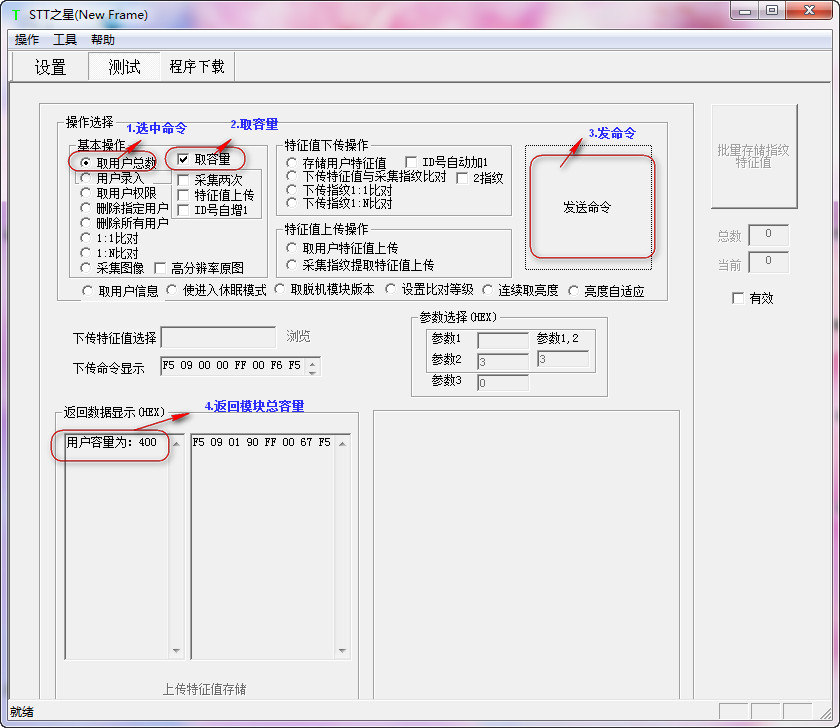 STT之星(New Frame)
操作 工具 帮助
设置 测试 程序下载
操作选择
1.选中命令
2.取容量
3.发命令
基本操作
取用户总数
取容量
用户录入
采集两次
取用户权限
特征值上传
删除指定用户
ID号自增1
删除所有用户
1:1比对
1:N比对
采集图像
高分辨率原图
特征值下传操作
存储用户特征值
ID号自动加1
下传特征值与采集指纹比对
2指纹
下传指纹1:1比对
下传指纹1:N比对
特征值上传操作
取用户特征值上传
采集指纹提取特征值上传
发送命令
取用户信息 使进入休眠模式 取脱机模块版本 设置比对等级 连续取亮度 亮度自适应
批量存储指纹
特征值
总数 0
当前 0
有效
下传特征值选择 浏览
下传命令显示 F5 09 00 00 FF 00 F6 F5
参数选择(HEX)
参数1 参数1,2
参数2 3 3
参数3 0
返回数据显示(HEX)
4.返回模块总容量
用户容量为: 400
F5 09 01 90 FF 00 67 F5
上传特征值存储
就绪